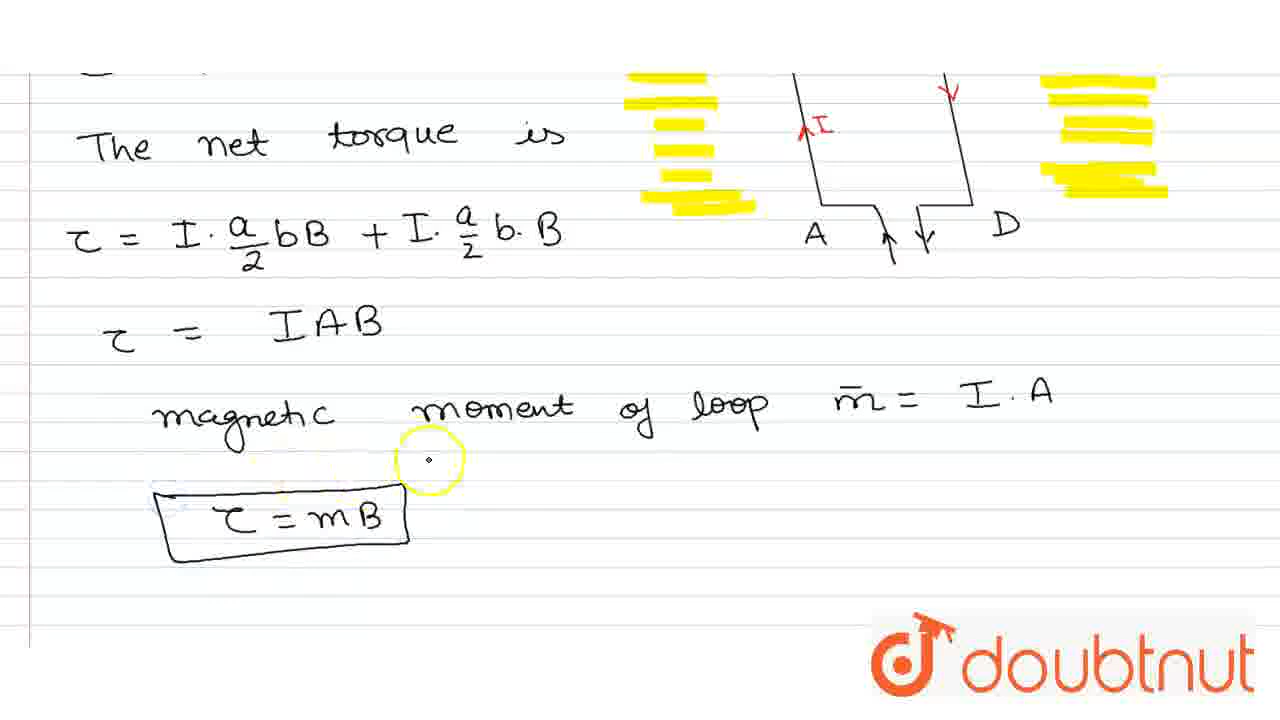 The net torque is
τ = I · a/2 bB + I · a/2 b · B
τ = IAB
magnetic moment of loop m̄ = I . A
τ = mB
I
A
D
doubtnut